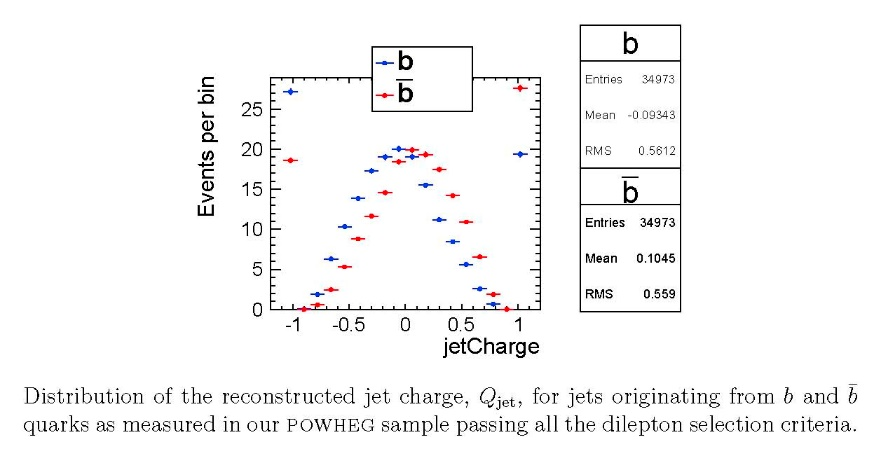 b
b̄
Events per bin
25
20
15
10
5
0
-1 -0.5 0 0.5 1
jetCharge
b
Entries 34973
Mean -0.09343
RMS 0.5612
b̄
Entries 34973
Mean 0.1045
RMS 0.559
Distribution of the reconstructed jet charge, Qjet, for jets originating from b and b̄
quarks as measured in our POWHEG sample passing all the dilepton selection criteria.